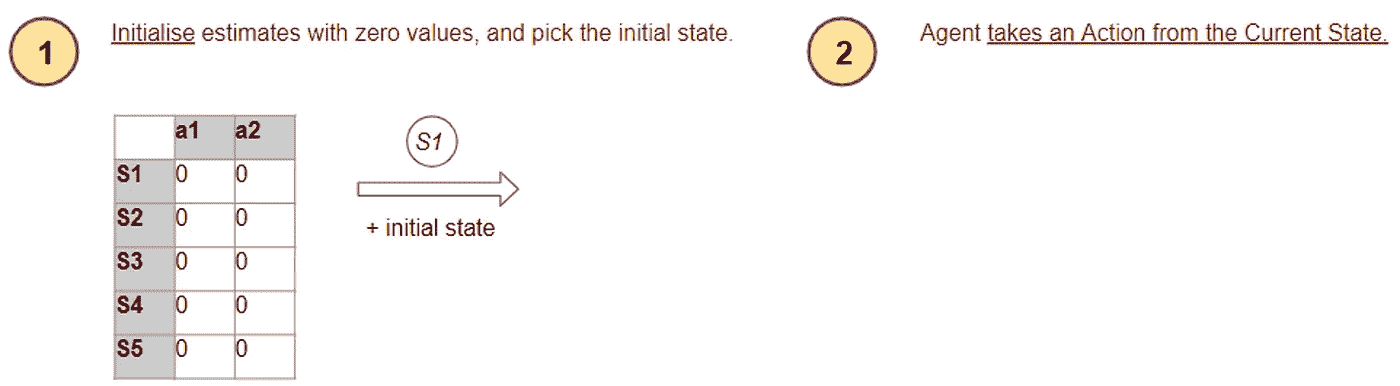 1
Initialise estimates with zero values, and pick the initial state.
2
Agent takes an Action from the Current State.
a1 a2
S1 0 0
S2 0 0
S3 0 0
S4 0 0
S5 0 0
S1
+ initial state